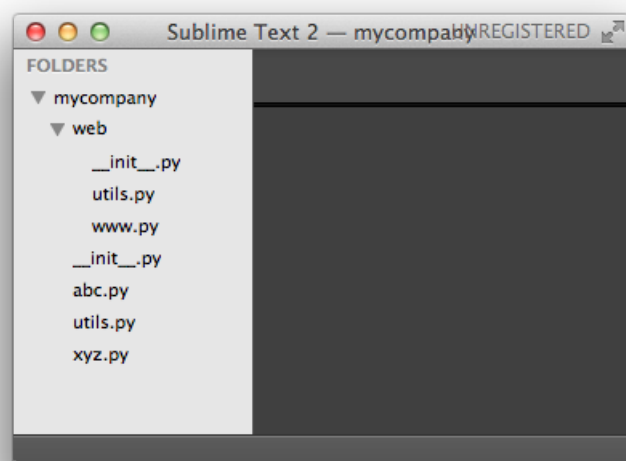 Sublime Text 2 — mycompany UNREGISTERED
FOLDERS
mycompany
web
__init__.py
utils.py
www.py
__init__.py
abc.py
utils.py
xyz.py